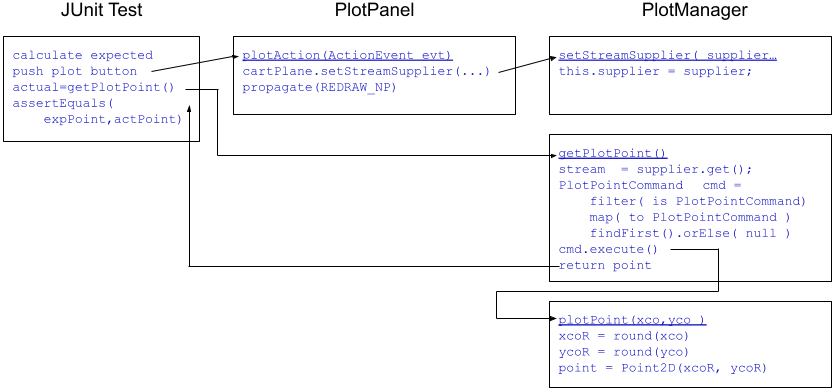 JUnit Test
PlotPanel
PlotManager
calculate expected
push plot button
actual=getPlotPoint()
assertEquals(
expPoint,actPoint)
plotAction(ActionEvent evt)
cartPlane.setStreamSupplier(...)
propagate(REDRAW_NP)
setStreamSupplier( supplier…
this.supplier = supplier;
getPlotPoint()
stream = supplier.get();
PlotPointCommand cmd =
filter( is PlotPointCommand)
map( to PlotPointCommand )
findFirst().orElse( null )
cmd.execute()
return point
plotPoint(xco,yco )
xcoR = round(xco)
ycoR = round(yco)
point = Point2D(xcoR, ycoR)